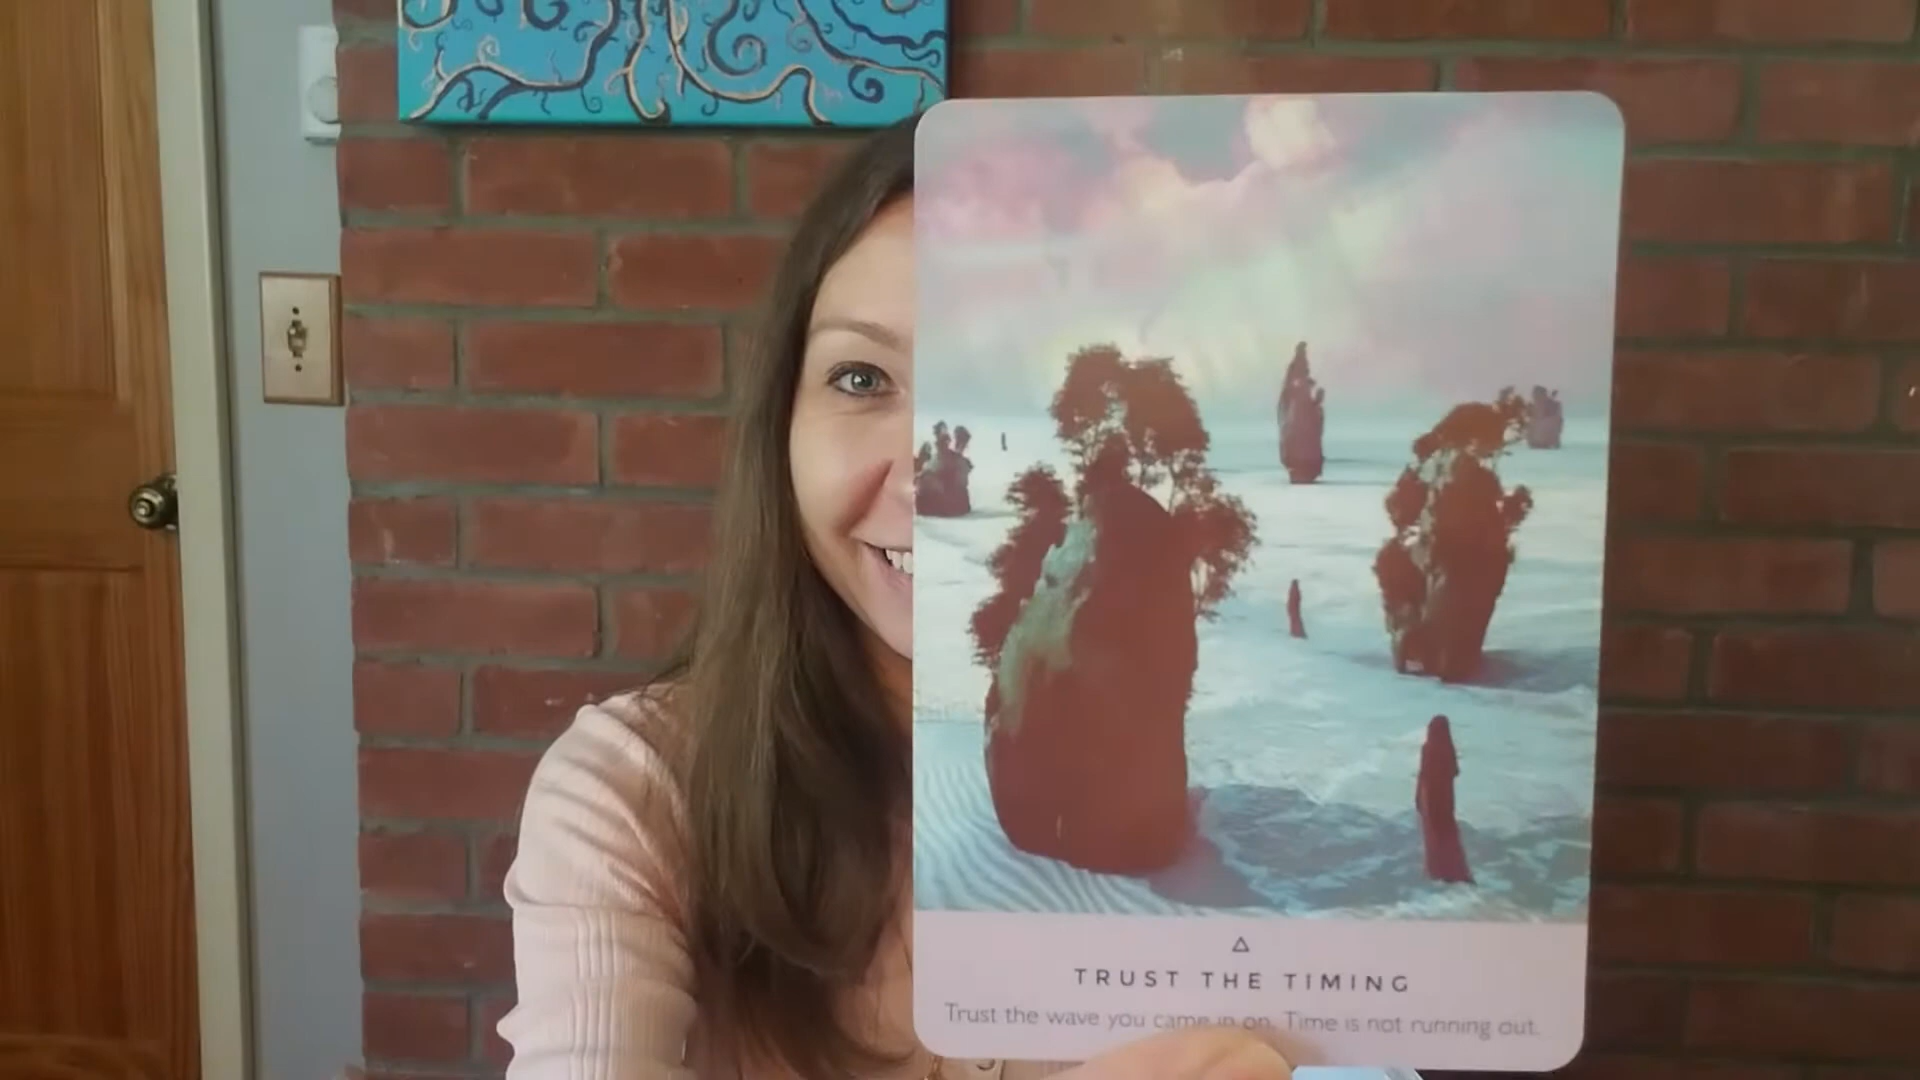 TRUST THE TIMING
Trust the wave you came in on. Time is not running out.